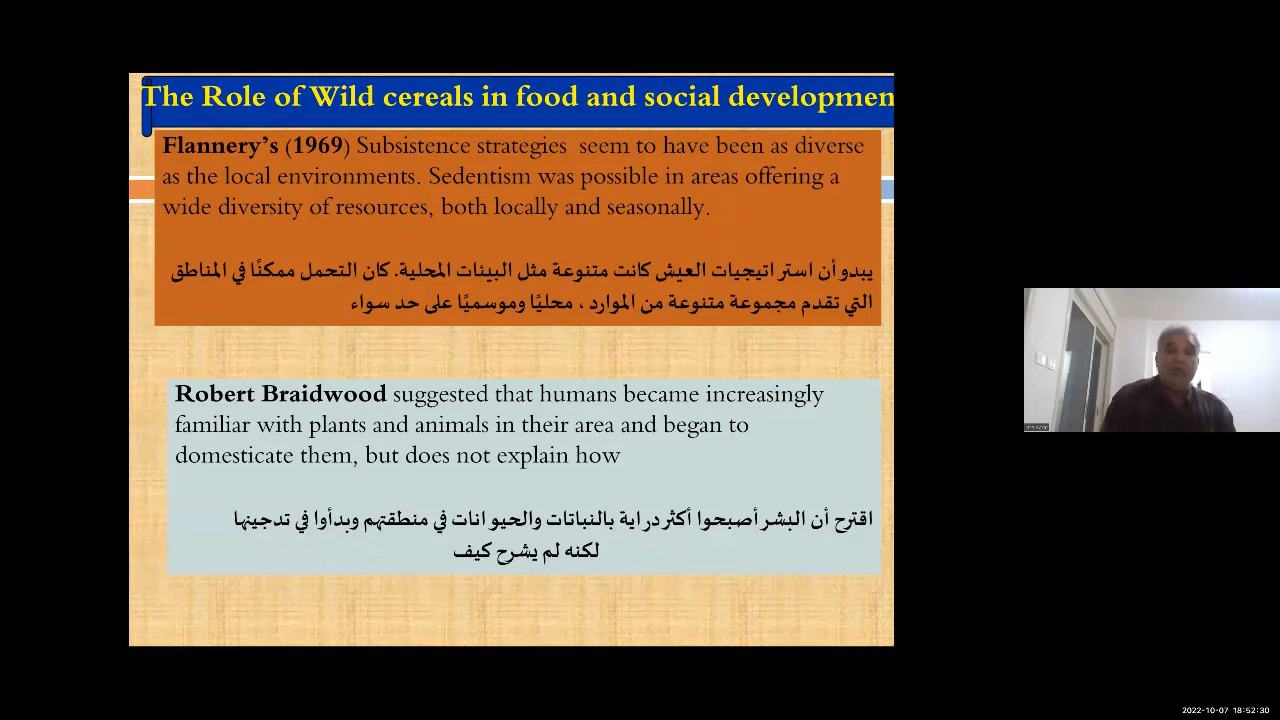 The Role of Wild cereals in food and social developmen
Flannery's (1969) Subsistence strategies seem to have been as diverse
as the local environments. Sedentism was possible in areas offering a
wide diversity of resources, both locally and seasonally.
يبدو أن استراتيجيات العيش كانت متنوعة مثل البيئات المحلية. كان التحمل ممكنًا في المناطق
التي تقدم مجموعة متنوعة من الموارد ، محليًا وموسميًا على حد سواء
Robert Braidwood suggested that humans became increasingly
familiar with plants and animals in their area and began to
domesticate them, but does not explain how
اقترح أن البشر أصبحوا أكثر دراية بالنباتات والحيوانات في منطقتهم وبدأوا في تدجينها
لكنه لم يشرح كيف
2022-10-07 18:52:30